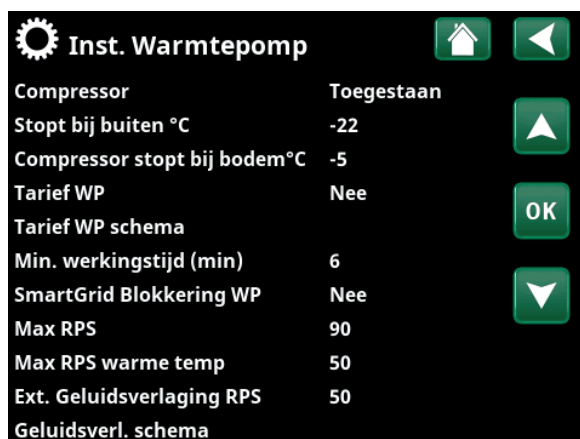 Inst. Warmtepomp
Compressor Toegestaan
Stopt bij buiten °C -22
Compressor stopt bij bodem°C -5
Tarief WP Nee
Tarief WP schema
OK
Min. werkingstijd (min) 6
SmartGrid Blokkering WP Nee
Max RPS 90
Max RPS warme temp 50
Ext. Geluidsverlaging RPS 50
Geluidsverl. schema